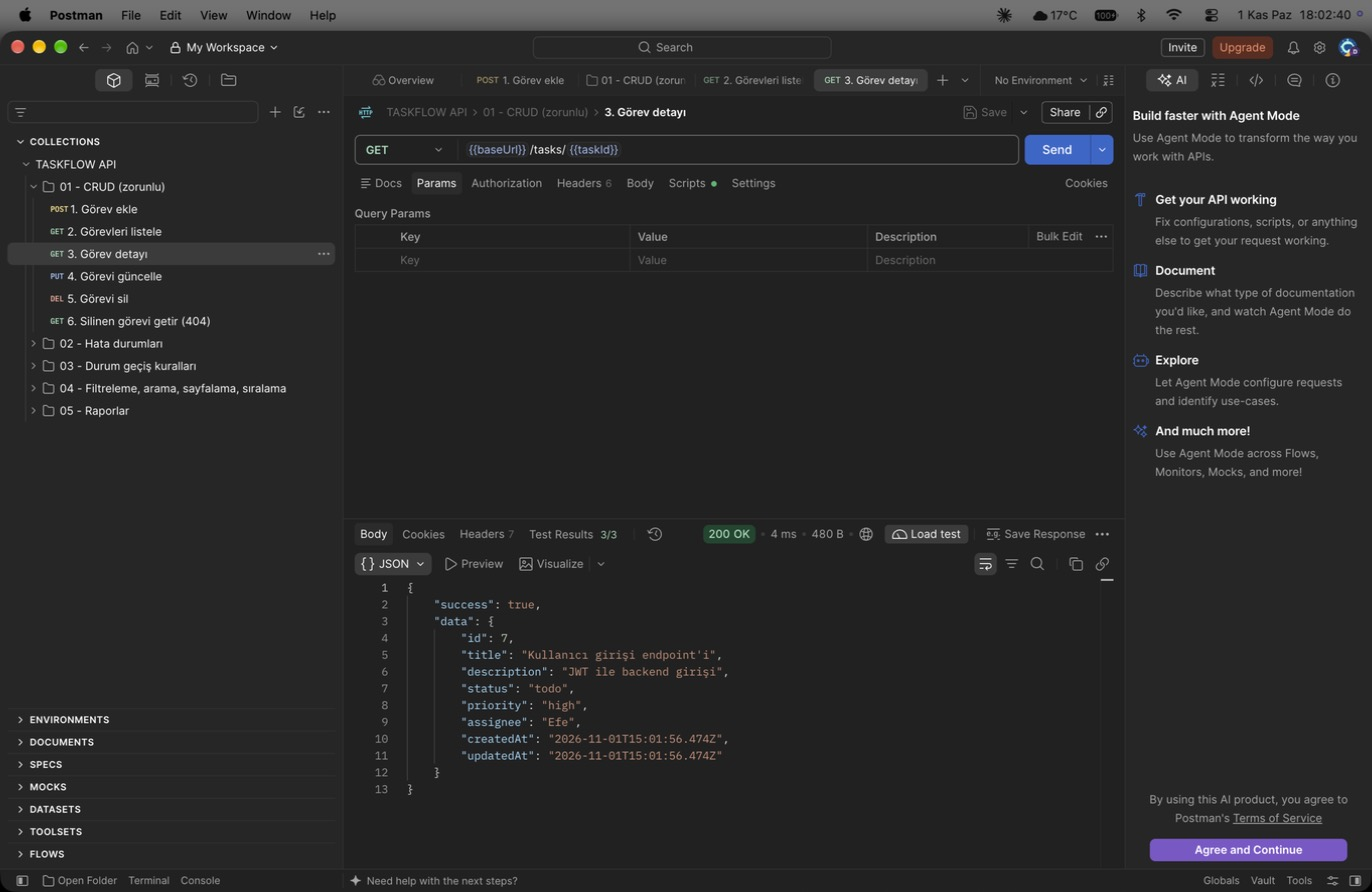 Postman File Edit View Window Help 17°C 100+ 1 Kas Paz 18:02:40
My Workspace Search Invite Upgrade
Overview POST 1. Görev ekle 01 - CRUD (zorun GET 2. Görevleri liste GET 3. Görev detayı No Environment AI
TASKFLOW API > 01 - CRUD (zorunlu) > 3. Görev detayı Save Share
COLLECTIONS
TASKFLOW API
01 - CRUD (zorunlu)
POST 1. Görev ekle
GET 2. Görevleri listele
GET 3. Görev detayı
PUT 4. Görevi güncelle
DEL 5. Görevi sil
GET 6. Silinen görevi getir (404)
02 - Hata durumları
03 - Durum geçiş kuralları
04 - Filtreleme, arama, sayfalama, sıralama
05 - Raporlar
ENVIRONMENTS
DOCUMENTS
SPECS
MOCKS
DATASETS
TOOLSETS
FLOWS
HTTP
GET {{baseUrl}} /tasks/ {{taskId}} Send
Docs Params Authorization Headers 6 Body Scripts Settings Cookies
Query Params
Key Value Description Bulk Edit
Key Value Description
Body Cookies Headers 7 Test Results 3/3 200 OK 4 ms 480 B Load test e.g. Save Response
{} JSON Preview Visualize
1 {
2 "success": true,
3 "data": {
4 "id": 7,
5 "title": "Kullanıcı girişi endpoint'i",
6 "description": "JWT ile backend girişi",
7 "status": "todo",
8 "priority": "high",
9 "assignee": "Efe",
10 "createdAt": "2026-11-01T15:01:56.474Z",
11 "updatedAt": "2026-11-01T15:01:56.474Z"
12 }
13 }
Build faster with Agent Mode
Use Agent Mode to transform the way you
work with APIs.
Get your API working
Fix configurations, scripts, or anything
else to get your request working.
Document
Describe what type of documentation
you'd like, and watch Agent Mode do
the rest.
Explore
Let Agent Mode configure requests
and identify use-cases.
And much more!
Use Agent Mode across Flows,
Monitors, Mocks, and more!
By using this AI product, you agree to
Postman's Terms of Service
Agree and Continue
Open Folder Terminal Console Need help with the next steps? Globals Vault Tools